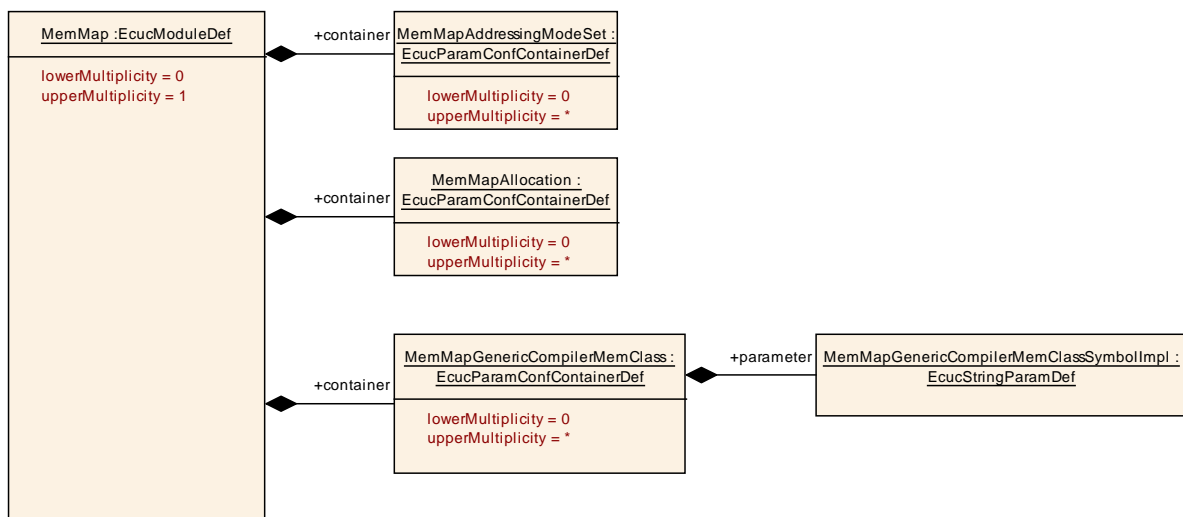 MemMap :EcucModuleDef
lowerMultiplicity = 0
upperMultiplicity = 1
+container
MemMapAddressingModeSet :
EcucParamConfContainerDef
lowerMultiplicity = 0
upperMultiplicity = *
+container
MemMapAllocation :
EcucParamConfContainerDef
lowerMultiplicity = 0
upperMultiplicity = *
+container
MemMapGenericCompilerMemClass :
EcucParamConfContainerDef
lowerMultiplicity = 0
upperMultiplicity = *
+parameter
MemMapGenericCompilerMemClassSymbolImpl :
EcucStringParamDef